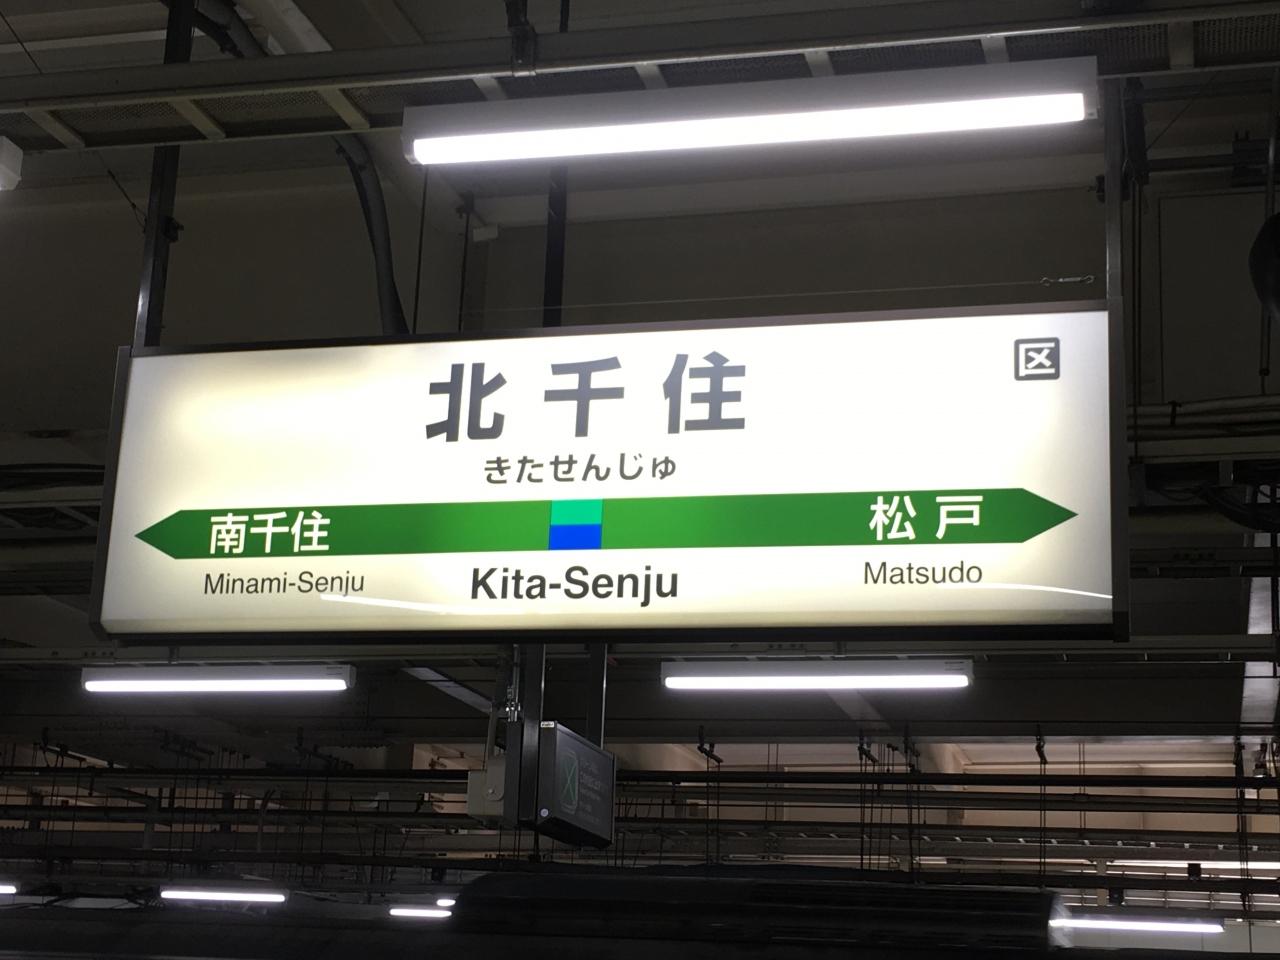 北千住
区
きたせんじゅ
南千住
松戸
Minami-Senju
Kita-Senju
Matsudo